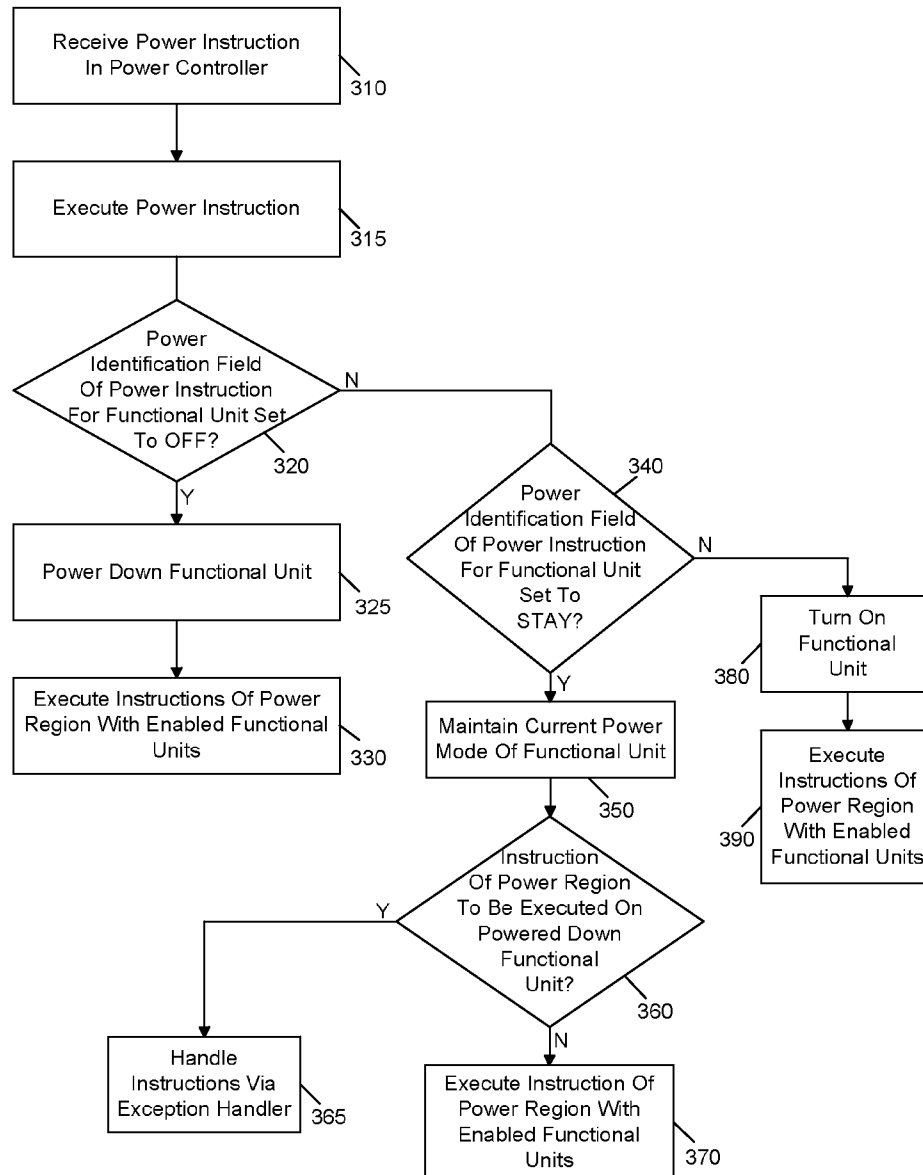 Receive Power Instruction
In Power Controller
310
Execute Power Instruction
315
Power
Identification Field
Of Power Instruction
For Functional Unit Set
To OFF?
320
N
Y
Power Down Functional Unit
325
Execute Instructions Of Power
Region With Enabled Functional
Units
330
340
Power
Identification Field
Of Power Instruction
For Functional Unit
Set To
STAY?
N
Y
Turn On
Functional
Unit
380
Maintain Current Power
Mode Of Functional Unit
350
Execute
Instructions Of
Power Region
With Enabled
Functional Units
390
Instruction
Of Power Region
To Be Executed On
Powered Down
Functional
Unit?
360
Y
N
Handle
Instructions Via
Exception Handler
365
Execute Instruction Of
Power Region With
Enabled Functional
Units
370